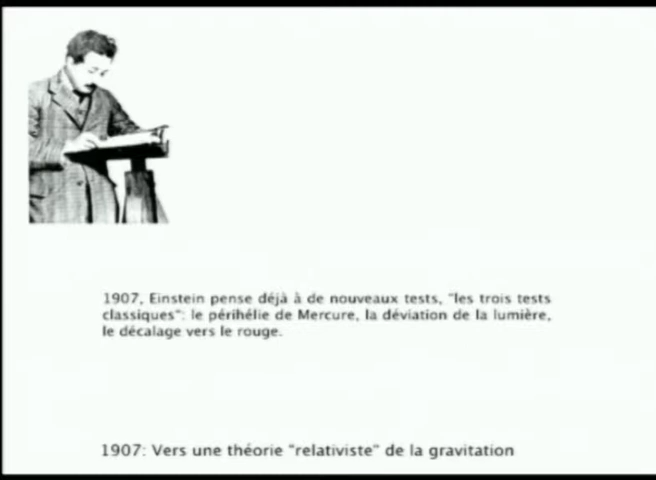 1907, Einstein pense déjà à de nouveaux tests, "les trois tests
classiques": le périhélie de Mercure, la déviation de la lumière,
le décalage vers le rouge.
1907: Vers une théorie "relativiste" de la gravitation